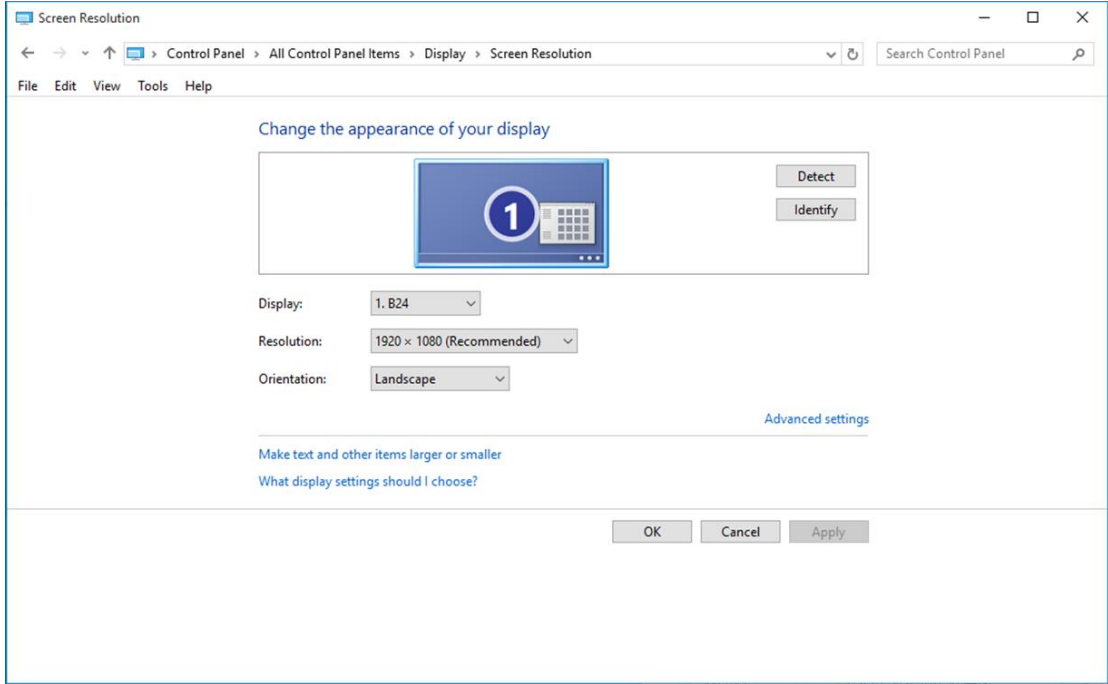 Screen Resolution
Control Panel > All Control Panel Items > Display > Screen Resolution
Search Control Panel
File Edit View Tools Help
Change the appearance of your display
1
Detect
Identify
Display: 1. B24
Resolution: 1920 × 1080 (Recommended)
Orientation: Landscape
Advanced settings
Make text and other items larger or smaller
What display settings should I choose?
OK Cancel Apply